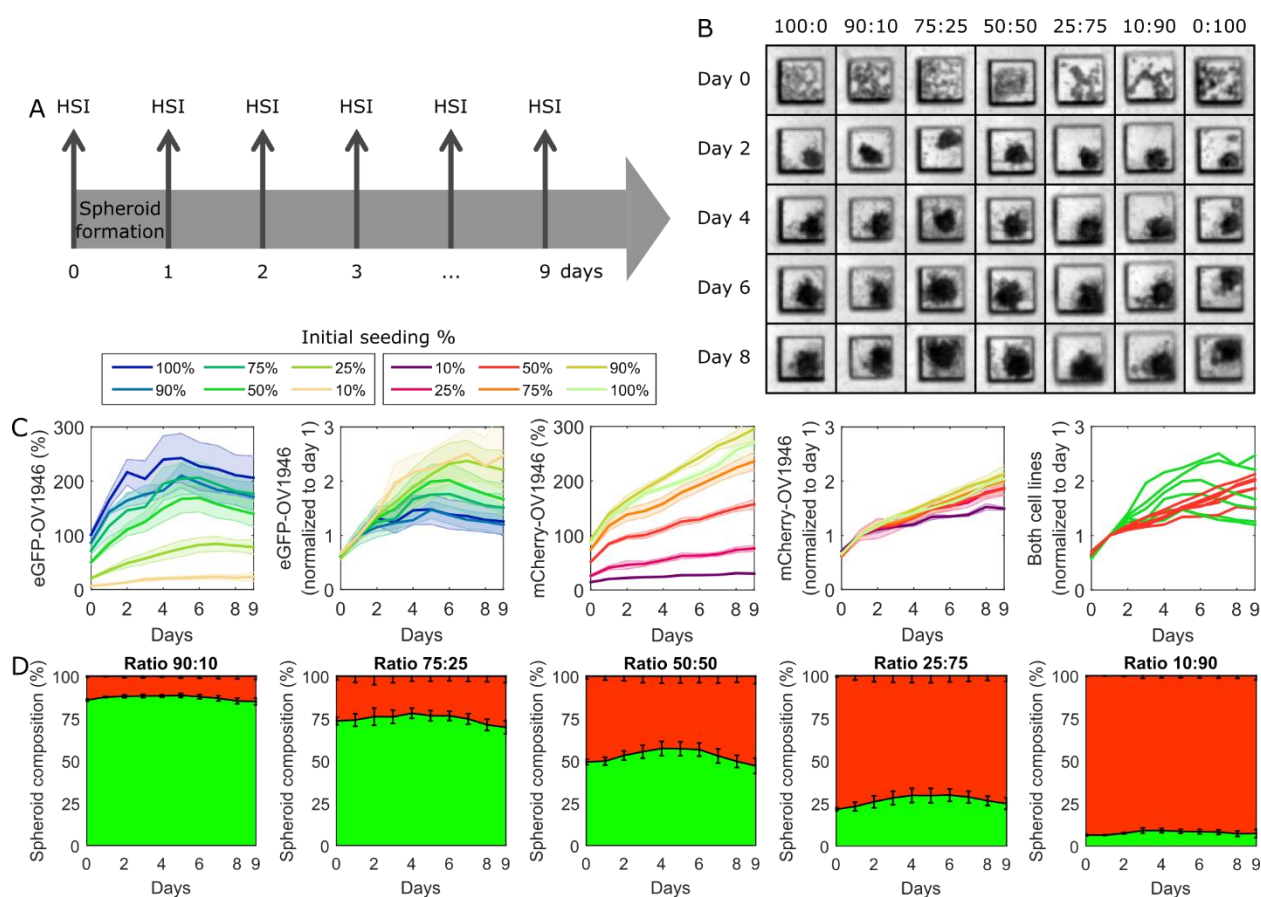 A
HSI HSI HSI HSI HSI HSI
Spheroid
formation
0 1 2 3 ... 9 days
B
100:0 90:10 75:25 50:50 25:75 10:90 0:100
Day 0
Day 2
Day 4
Day 6
Day 8
Initial seeding %
100% 75% 25% 10% 50% 90%
90% 50% 10% 25% 75% 100%
C
eGFP-OV1946 (%)
300
200
100
0
0 2 4 6 8 9
Days
eGFP-OV1946
(normalized to day 1)
3
2
1
0
0 2 4 6 8 9
Days
mCherry-OV1946 (%)
300
200
100
0
0 2 4 6 8 9
Days
mCherry-OV1946
(normalized to day 1)
3
2
1
0
0 2 4 6 8 9
Days
Both cell lines
(normalized to day 1)
3
2
1
0
0 2 4 6 8 9
Days
D
Ratio 90:10
Spheroid composition (%)
100
75
50
25
0
0 2 4 6 8 9
Days
Ratio 75:25
Spheroid composition (%)
100
75
50
25
0
0 2 4 6 8 9
Days
Ratio 50:50
Spheroid composition (%)
100
75
50
25
0
0 2 4 6 8 9
Days
Ratio 25:75
Spheroid composition (%)
100
75
50
25
0
0 2 4 6 8 9
Days
Ratio 10:90
Spheroid composition (%)
100
75
50
25
0
0 2 4 6 8 9
Days